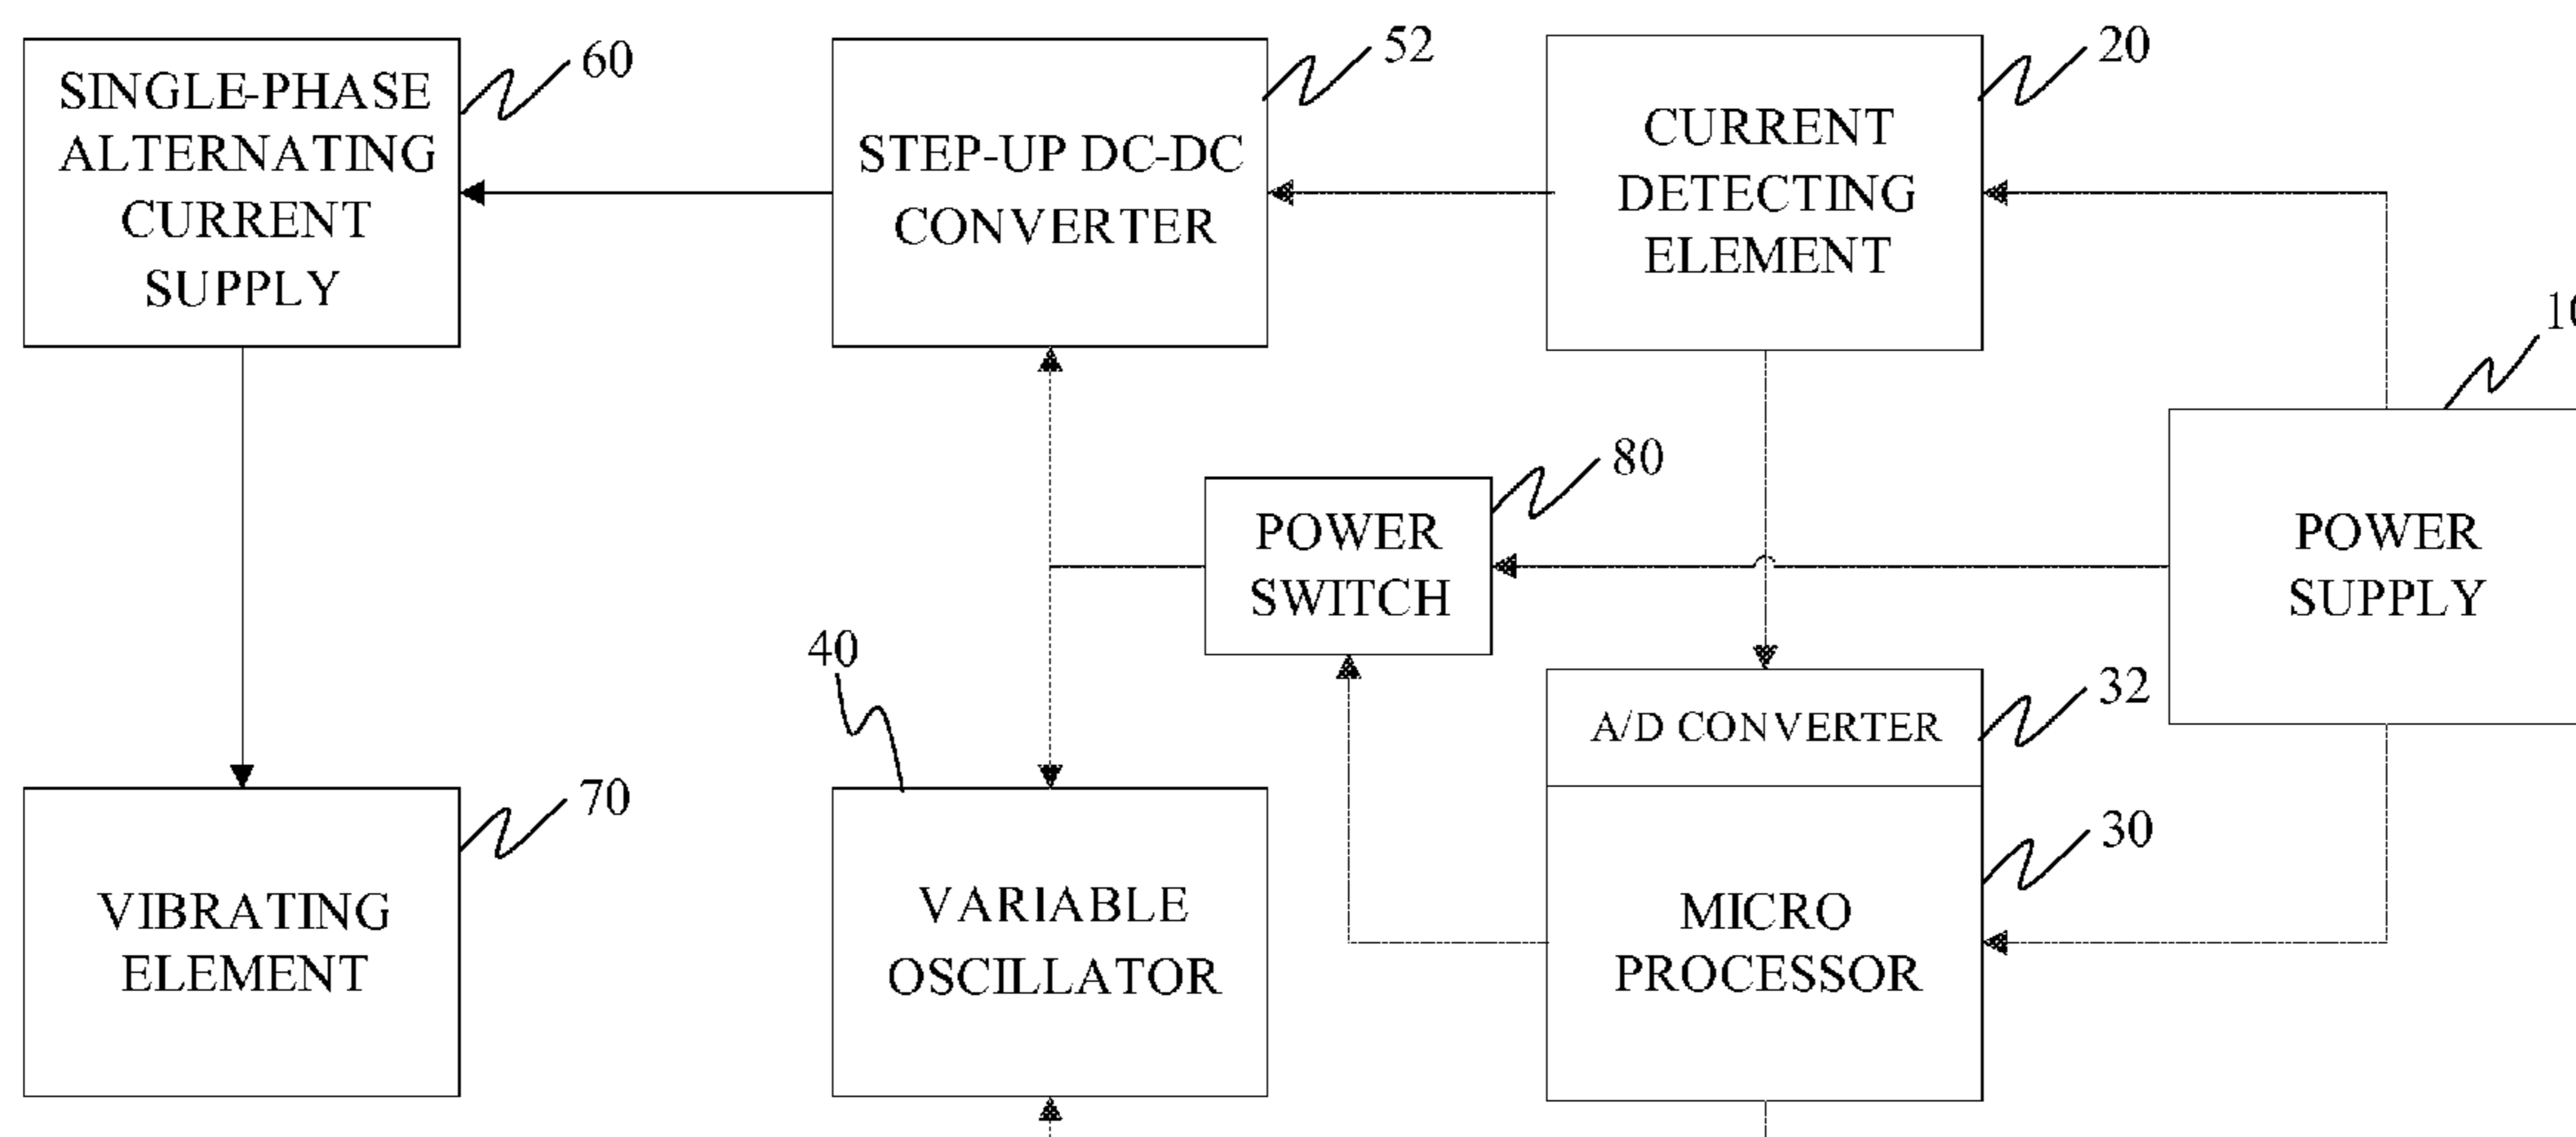 SINGLE-PHASE
ALTERNATING
CURRENT
SUPPLY
60
STEP-UP DC-DC
CONVERTER
52
CURRENT
DETECTING
ELEMENT
20
POWER
SWITCH
80
POWER
SUPPLY
40
A/D CONVERTER
32
VIBRATING
ELEMENT
70
VARIABLE
OSCILLATOR
MICRO
PROCESSOR
30